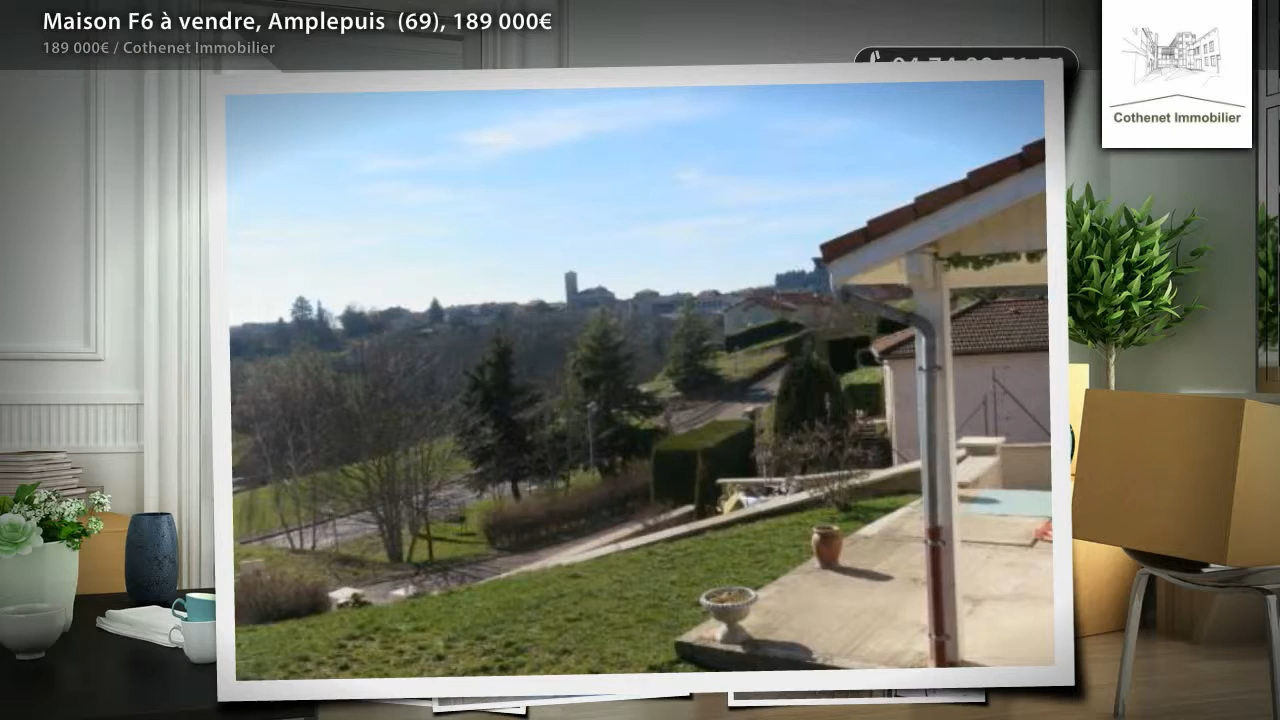 Maison F6 à vendre, Amplepuis (69), 189 000€
189 000€ / Cothenet Immobilier
Cothenet Immobilier